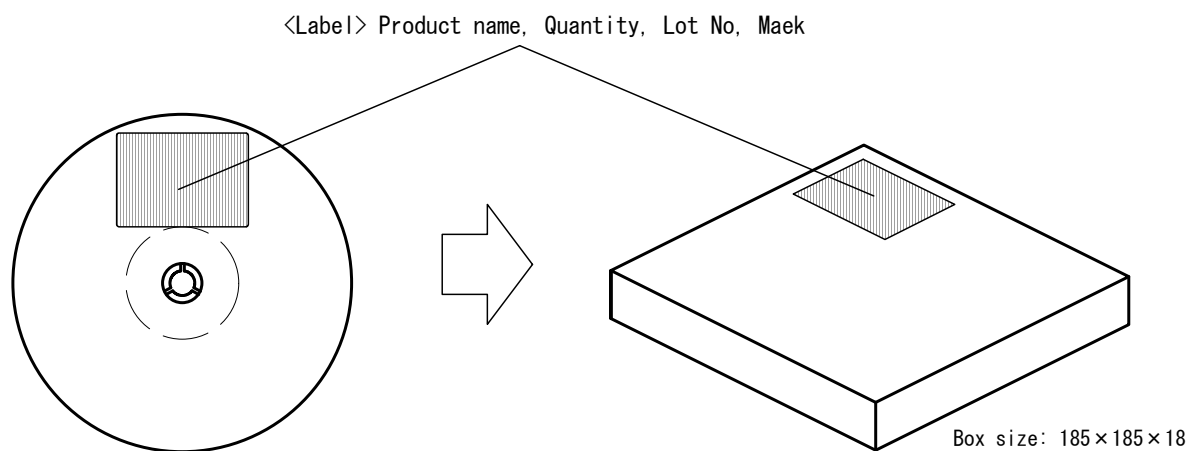 <Label> Product name, Quantity, Lot No, Maek
Box size: 185×185×18